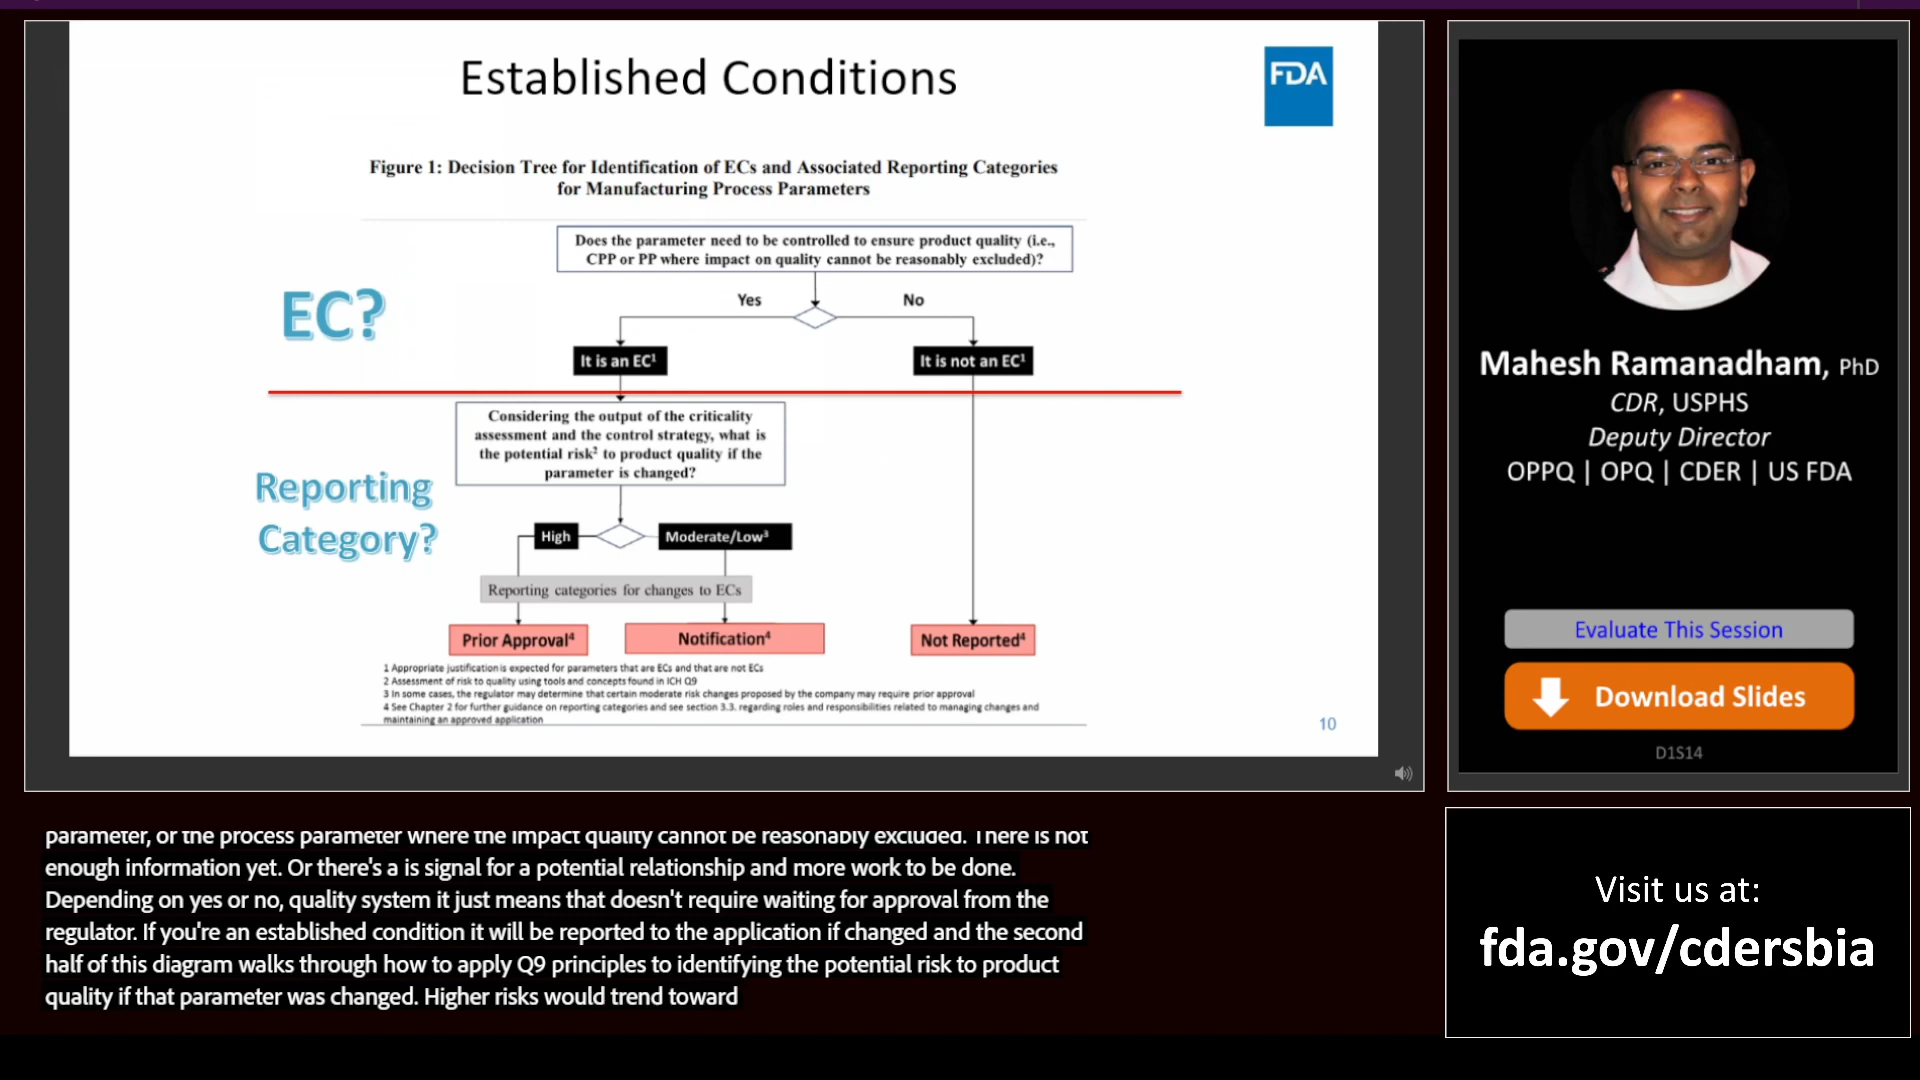 Established Conditions
FDA
Figure 1: Decision Tree for Identification of ECs and Associated Reporting Categories
for Manufacturing Process Parameters
Does the parameter need to be controlled to ensure product quality (i.e.,
CPP or PP where impact on quality cannot be reasonably excluded)?
EC?
Yes
No
It is an EC¹
It is not an EC¹
Considering the output of the criticality
assessment and the control strategy, what is
the potential risk² to product quality if the
parameter is changed?
Reporting
Category?
High
Moderate/Low³
Reporting categories for changes to ECs
Prior Approval⁴
Notification⁴
Not Reported⁴
1 Appropriate justification is expected for parameters that are ECs and that are not ECs
2 Assessment of risk to quality using tools and concepts found in ICH Q9
3 In some cases, the regulator may determine that certain moderate risk changes proposed by the company may require prior approval
4 See Chapter 2 for further guidance on reporting categories and see section 3.3. regarding roles and responsibilities related to managing changes and
maintaining an approved application
10
Mahesh Ramanadham, PhD
CDR, USPHS
Deputy Director
OPPQ | OPQ | CDER | US FDA
Evaluate This Session
Download Slides
D1S14
parameter, or the process parameter where the impact quality cannot be reasonably excluded. There is not
enough information yet. Or there's a is signal for a potential relationship and more work to be done.
Depending on yes or no, quality system it just means that doesn't require waiting for approval from the
regulator. If you're an established condition it will be reported to the application if changed and the second
half of this diagram walks through how to apply Q9 principles to identifying the potential risk to product
quality if that parameter was changed. Higher risks would trend toward
Visit us at:
fda.gov/cdersbia